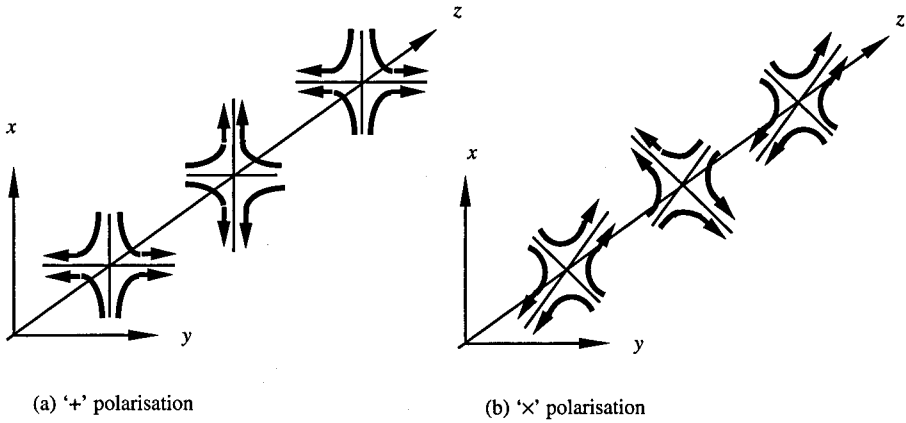 z
x
y
(a) '+' polarisation
z
x
y
(b) '×' polarisation